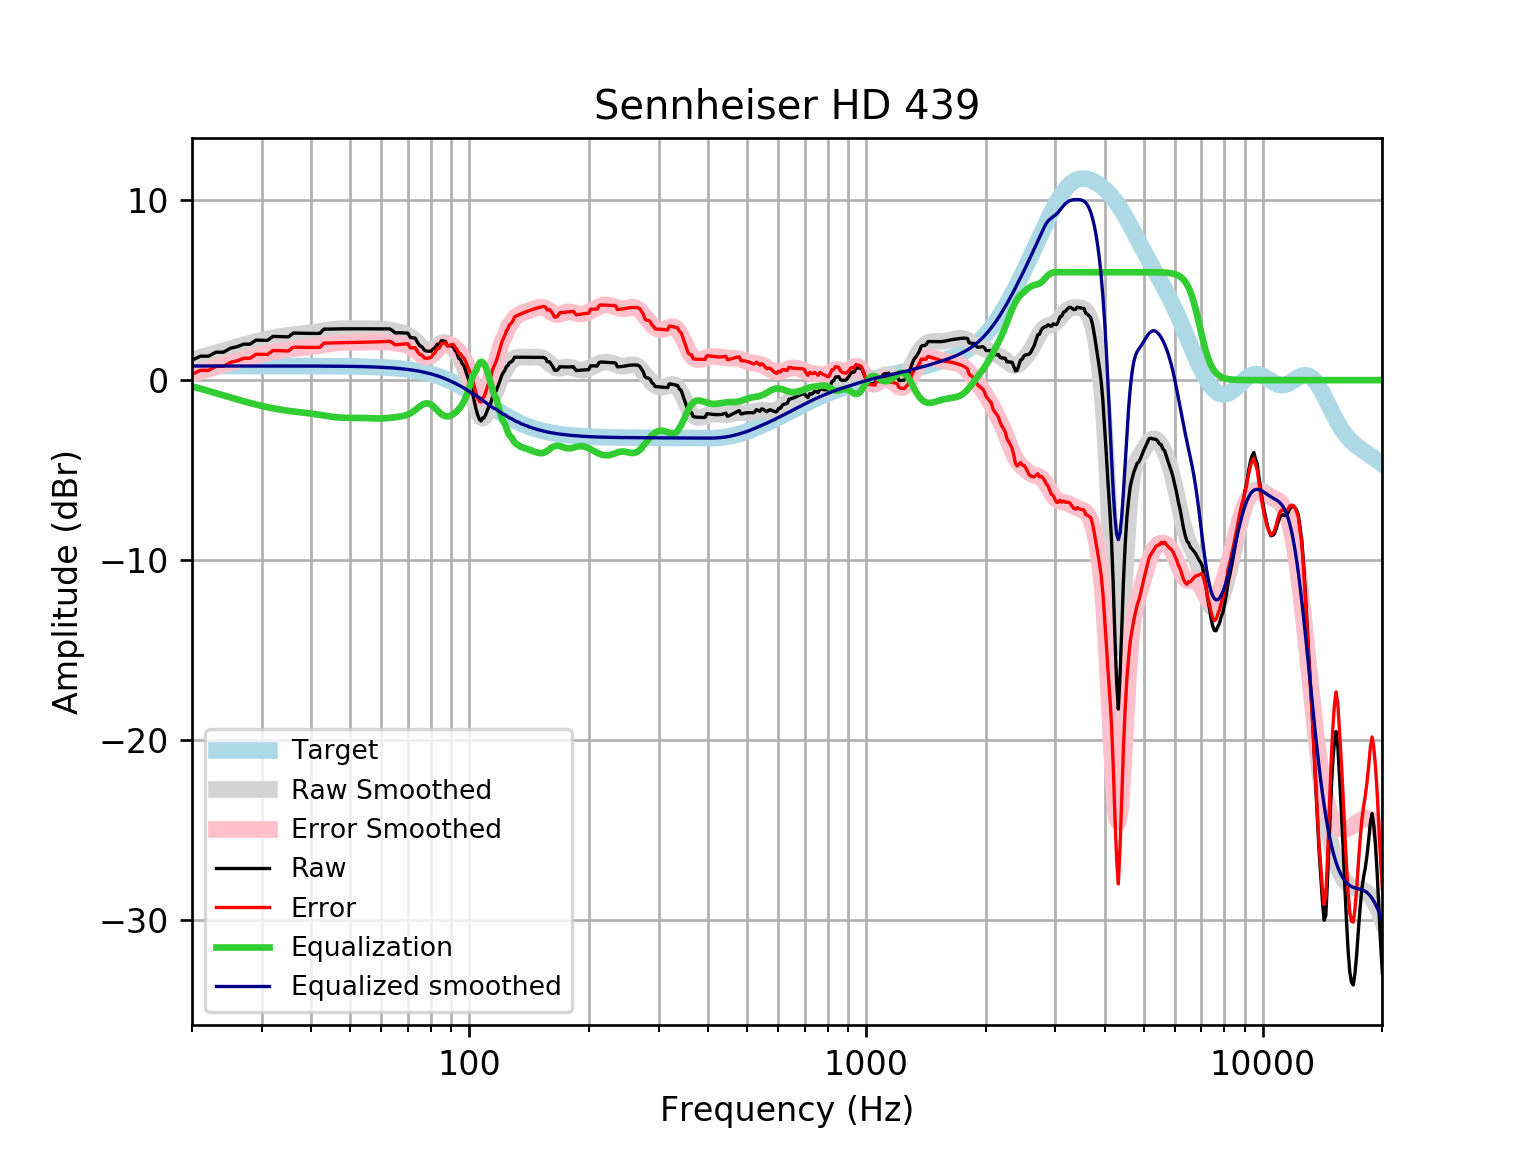 Sennheiser HD 439
Amplitude (dBr)
10
0
−10
−20
−30
Target
Raw Smoothed
Error Smoothed
Raw
Error
Equalization
Equalized smoothed
100
1000
10000
Frequency (Hz)